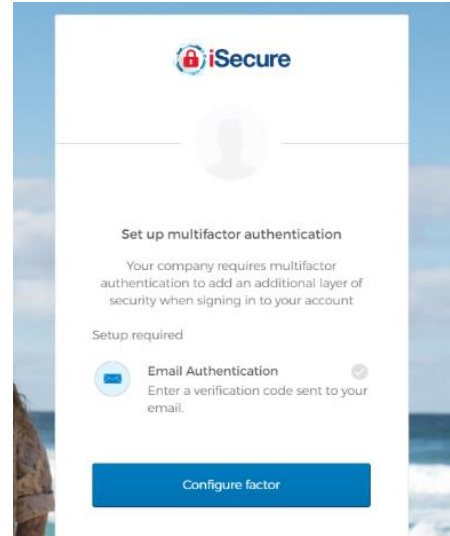 iSecure
Set up multifactor authentication
Your company requires multifactor
authentication to add an additional layer of
security when signing in to your account
Setup required
Email Authentication
Enter a verification code sent to your
email.
Configure factor